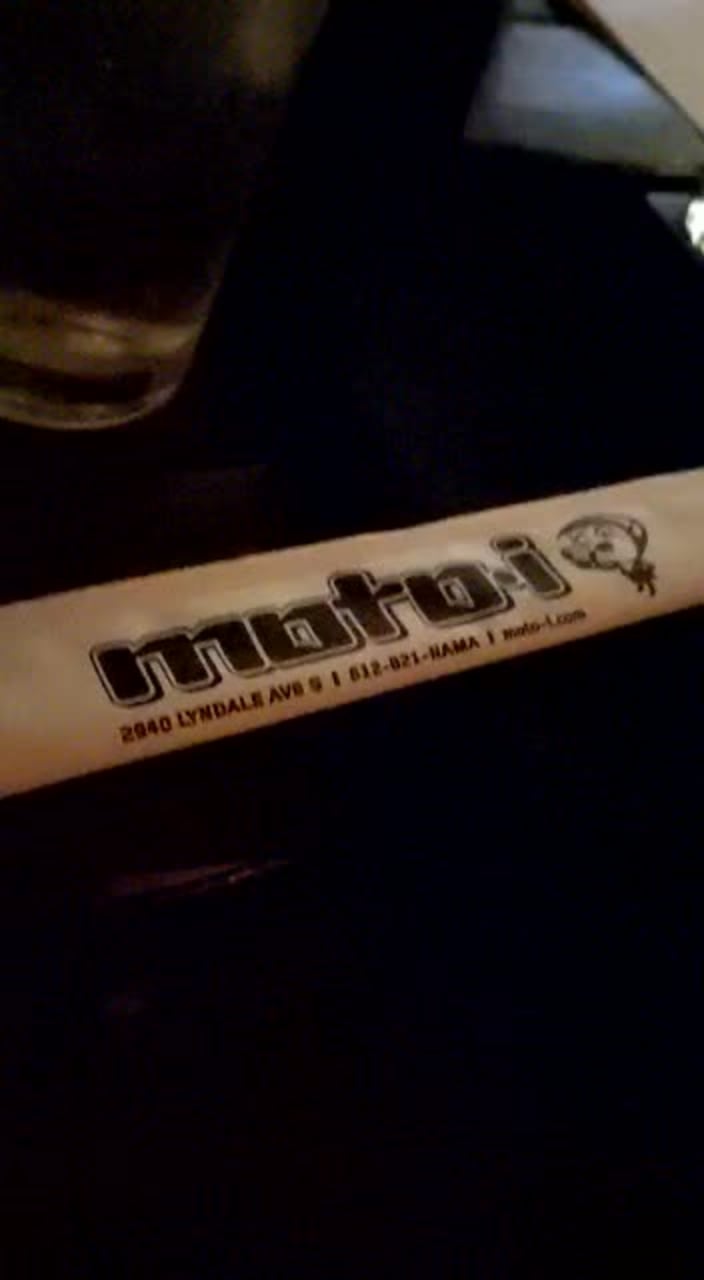 moto-i
2940 LYNDALE AVE S | 612-821-NAMA | moto-i.com